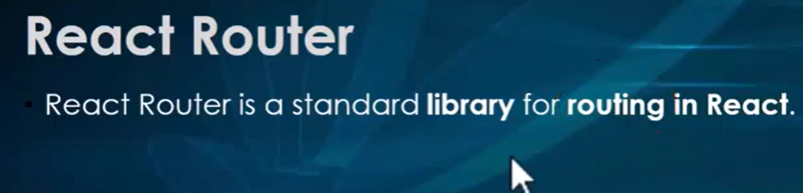 React Router
React Router is a standard library for routing in React.